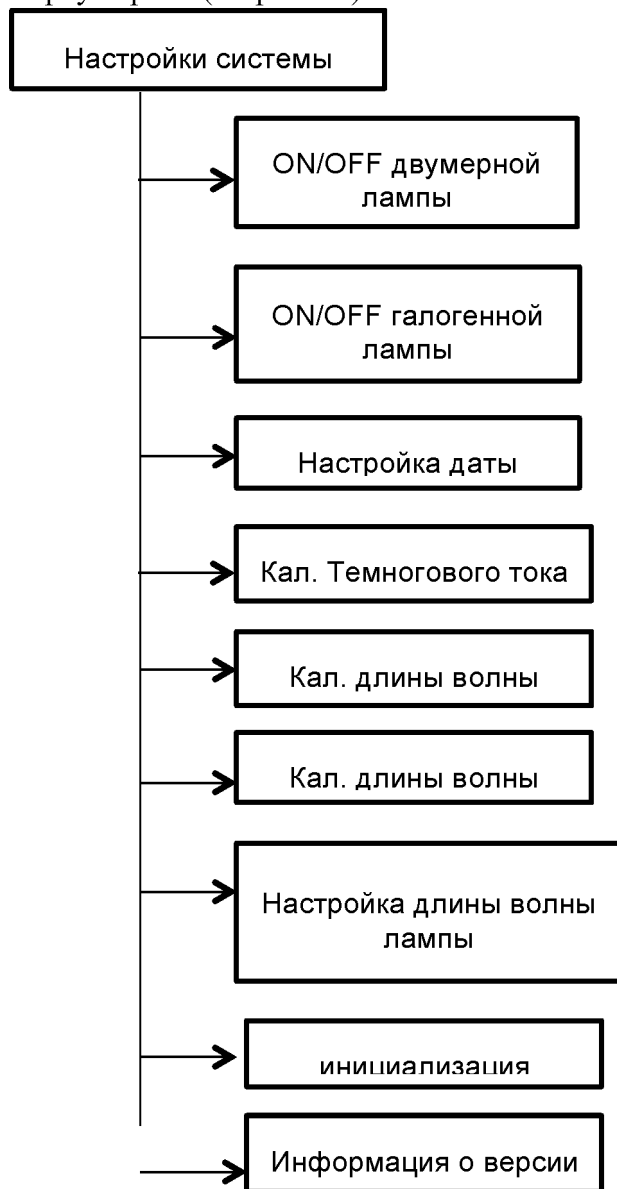 Настройки системы
ON/OFF двумерной
лампы
ON/OFF галогенной
лампы
Настройка даты
Кал. Темногового тока
Кал. длины волны
Кал. длины волны
Настройка длины волны
лампы
инициализация
Информация о версии